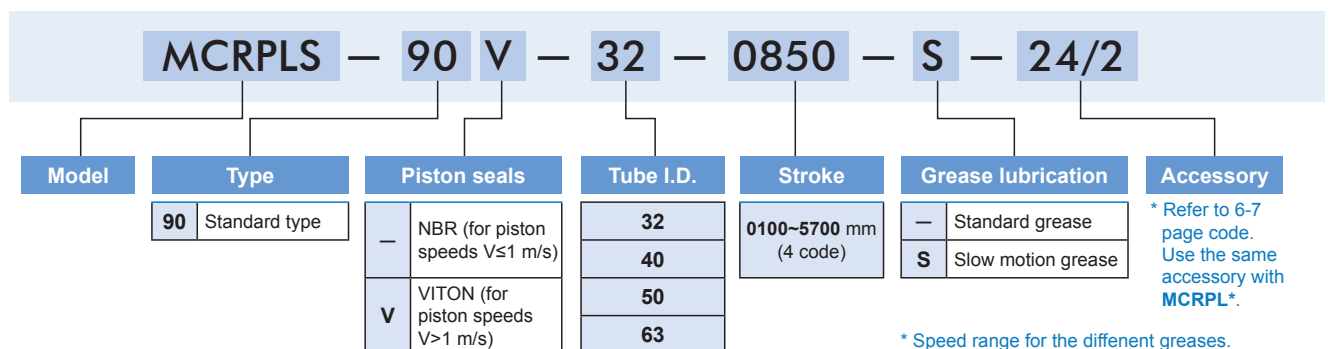 MCRPLS — 90 V — 32 — 0850 — S — 24/2
Model
Type
90 Standard type
Piston seals
— NBR (for piston
speeds V≤1 m/s)
V VITON (for
piston speeds
V>1 m/s)
Tube I.D.
32
40
50
63
Stroke
0100~5700 mm
(4 code)
Grease lubrication
— Standard grease
S Slow motion grease
Accessory
* Refer to 6-7
page code.
Use the same
accessory with
MCRPL*.
* Speed range for the diffenent greases.